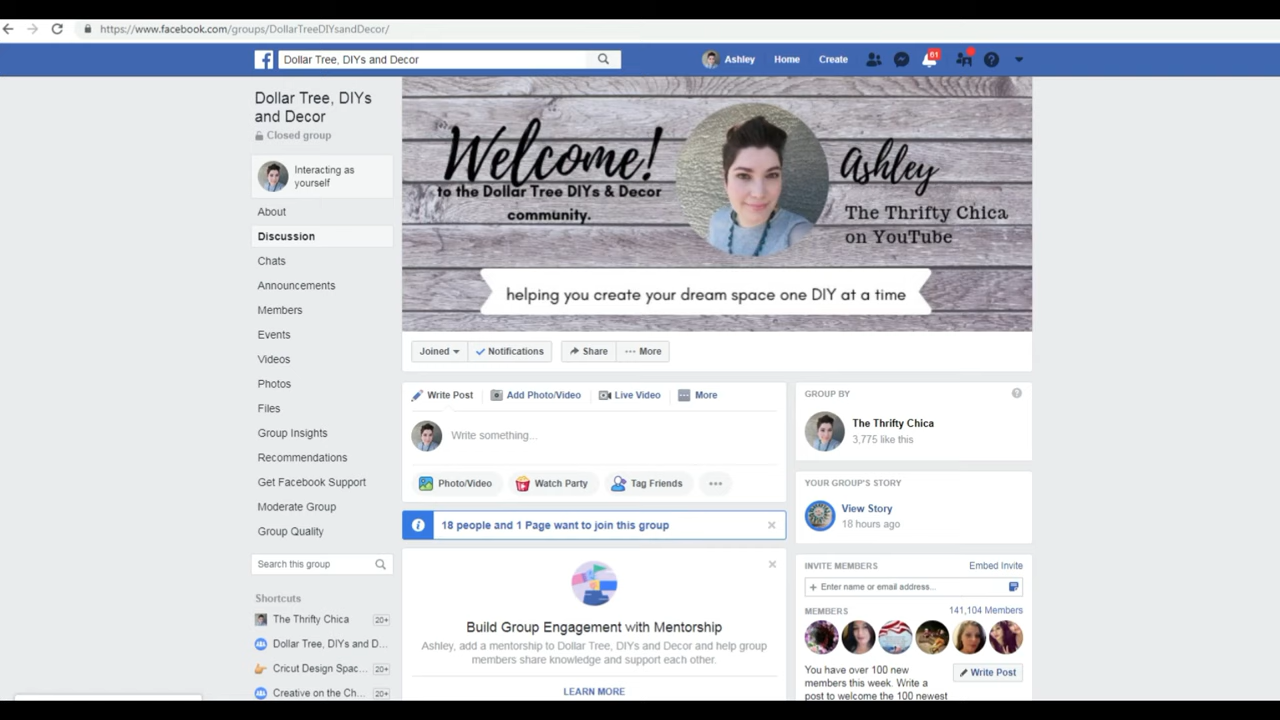 https://www.facebook.com/groups/DollarTreeDIYsandDecor/
Dollar Tree, DIYs and Decor
Ashley
Home
Create
61
Dollar Tree, DIYs
and Decor
Closed group
Interacting as
yourself
About
Discussion
Chats
Announcements
Members
Events
Videos
Photos
Files
Group Insights
Recommendations
Get Facebook Support
Moderate Group
Group Quality
Search this group
Shortcuts
The Thrifty Chica 20+
Dollar Tree, DIYs and D...
Cricut Design Spac... 20+
Creative on the Ch... 20+
Welcome!
to the Dollar Tree DIYs & Decor
community.
Ashley
The Thrifty Chica
on YouTube
helping you create your dream space one DIY at a time
Joined
Notifications
Share
More
Write Post
Add Photo/Video
Live Video
More
Write something...
Photo/Video
Watch Party
Tag Friends
18 people and 1 Page want to join this group
Build Group Engagement with Mentorship
Ashley, add a mentorship to Dollar Tree, DIYs and Decor and help group
members share knowledge and support each other.
LEARN MORE
GROUP BY
The Thrifty Chica
3,775 like this
YOUR GROUP'S STORY
View Story
18 hours ago
INVITE MEMBERS
Embed Invite
+ Enter name or email address...
MEMBERS
141,104 Members
You have over 100 new
members this week. Write a
post to welcome the 100 newest
Write Post